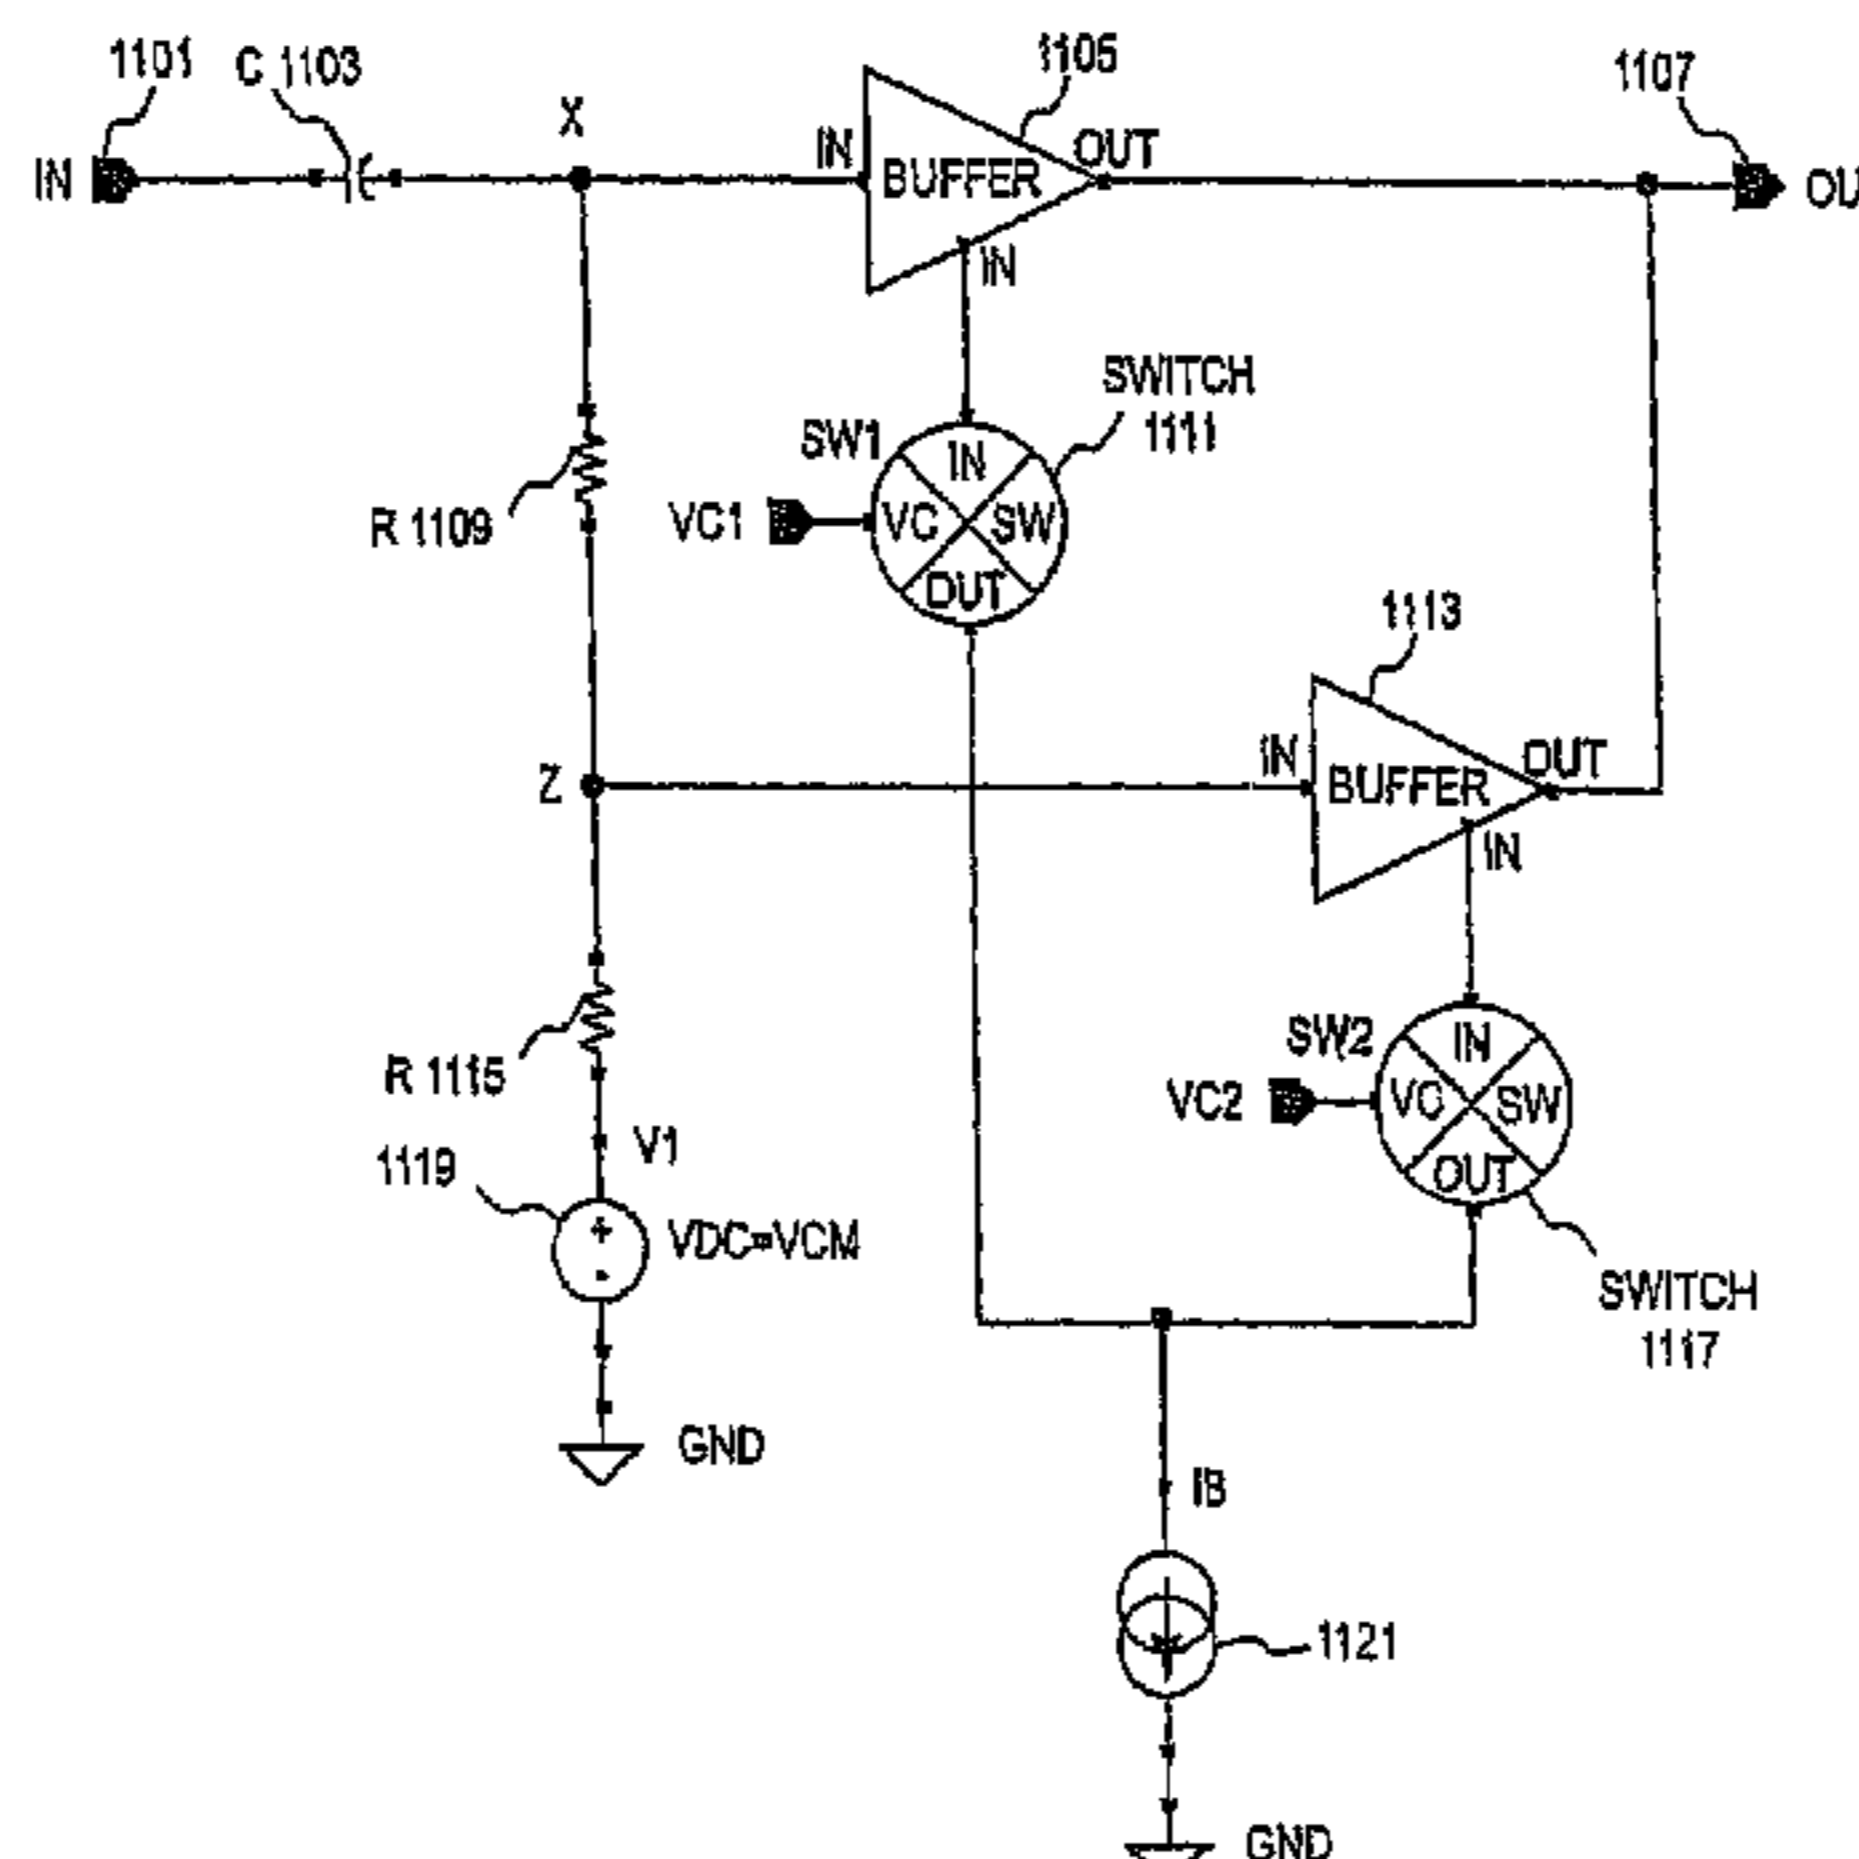 1101
C 1103
X
1105
1107
IN
IN
BUFFER
OUT
OU
IN
SWITCH
1111
SW1
IN
VC
SW
OUT
VC1
R 1109
1113
Z
IN
BUFFER
OUT
IN
SW2
IN
VC
SW
OUT
VC2
R 1115
V1
1119
VDC=VCM
SWITCH
1117
GND
IB
1121
GND